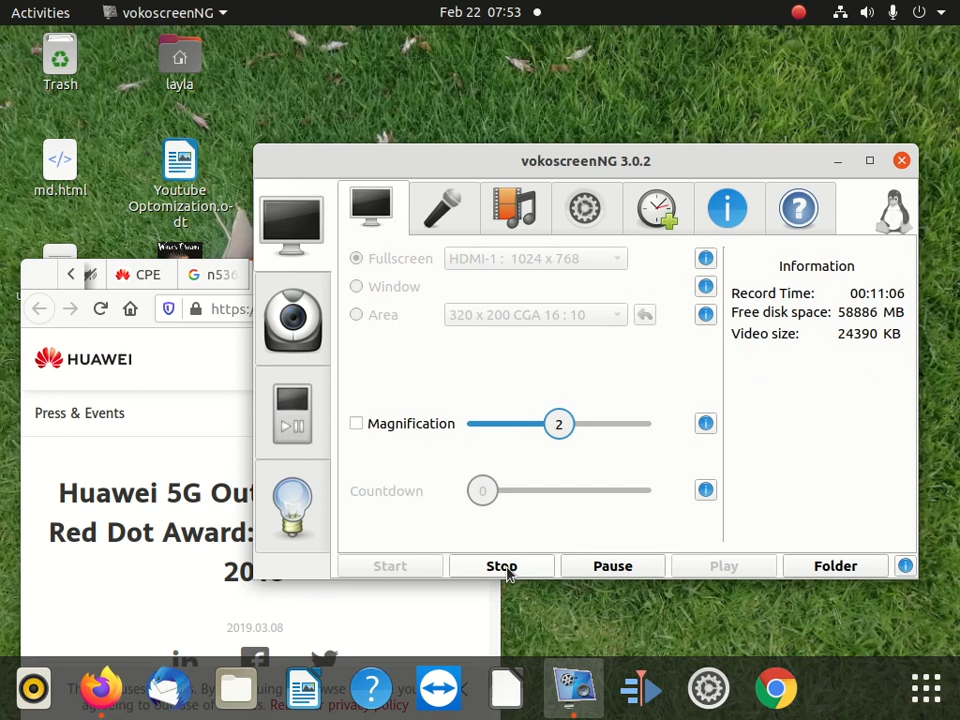 Activities
vokoscreenNG
Feb 22 07:53
Trash
layla
md.html
Youtube
Optomization.o-
dt
vokoscreenNG 3.0.2
Fullscreen
HDMI-1 : 1024 x 768
Window
Area
320 x 200 CGA 16 : 10
Magnification
2
Countdown
0
Information
Record Time: 00:11:06
Free disk space: 58886 MB
Video size: 24390 KB
Start
Stop
Pause
Play
Folder
CPE
n536
https:
HUAWEI
Press & Events
Huawei 5G Out
Red Dot Award:
2019.03.08